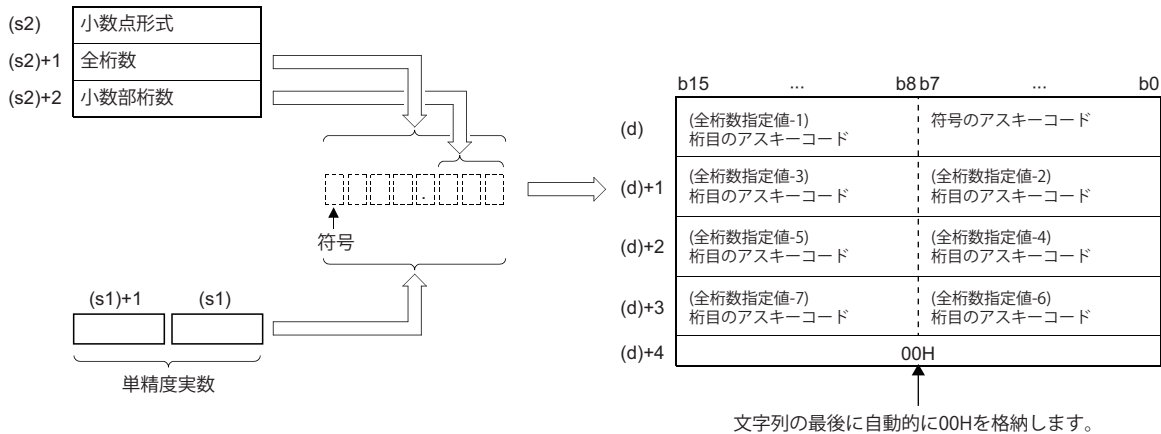 (s2) 小数点形式
(s2)+1 全桁数
(s2)+2 小数部桁数
.
符号
(s1)+1 (s1)
単精度実数
b15 ... b8 b7 ... b0
(d)
(全桁数指定値-1)
桁目のアスキーコード
符号のアスキーコード
(d)+1
(全桁数指定値-3)
桁目のアスキーコード
(全桁数指定値-2)
桁目のアスキーコード
(d)+2
(全桁数指定値-5)
桁目のアスキーコード
(全桁数指定値-4)
桁目のアスキーコード
(d)+3
(全桁数指定値-7)
桁目のアスキーコード
(全桁数指定値-6)
桁目のアスキーコード
(d)+4 00H
文字列の最後に自動的に00Hを格納します。